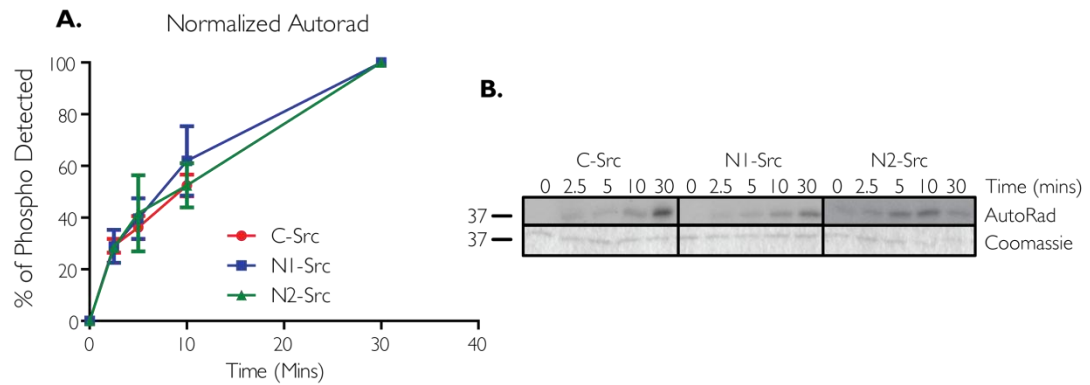 A.
Normalized Autorad
% of Phospho Detected
100
80
60
40
20
0
0 10 20 30 40
Time (Mins)
C-Src
N1-Src
N2-Src
B.
C-Src N1-Src N2-Src
0 2.5 5 10 30 0 2.5 5 10 30 0 2.5 5 10 30 Time (mins)
37 AutoRad
37 Coomassie